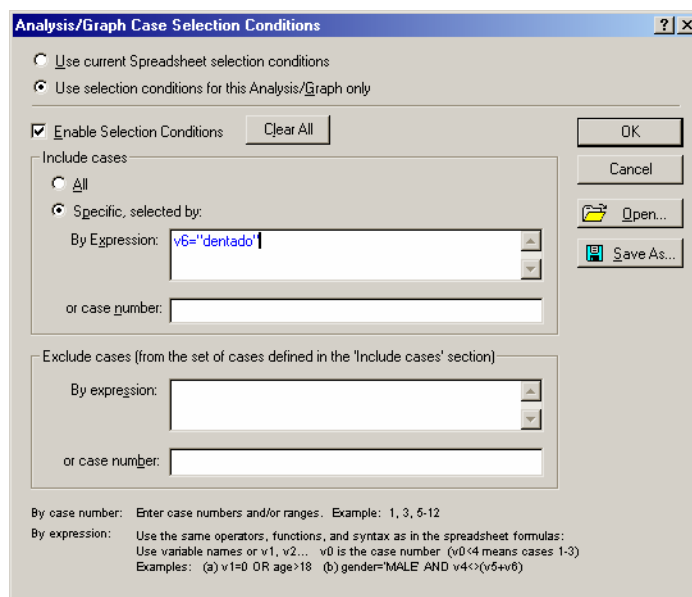 Analysis/Graph Case Selection Conditions
Use current Spreadsheet selection conditions
Use selection conditions for this Analysis/Graph only
Enable Selection Conditions
Clear All
OK
Include cases
Cancel
All
Specific, selected by:
Open...
By Expression:
v6="dentado"
Save As...
or case number:
Exclude cases (from the set of cases defined in the 'Include cases' section)
By expression:
or case number:
By case number: Enter case numbers and/or ranges. Example: 1, 3, 5-12
By expression: Use the same operators, functions, and syntax as in the spreadsheet formulas:
Use variable names or v1, v2... v0 is the case number (v0<4 means cases 1-3)
Examples: (a) v1=0 OR age>18 (b) gender='MALE' AND v4<>(v5+v6)